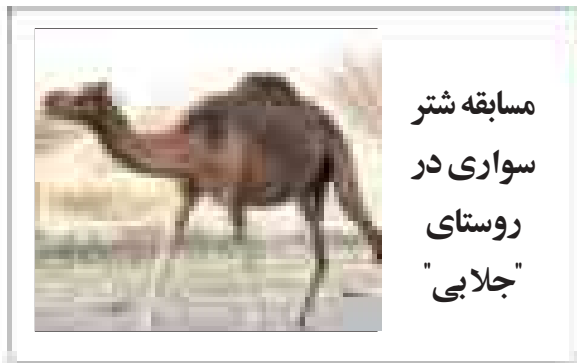 مسابقه شتر
سواری در
روستای
"جلابی"